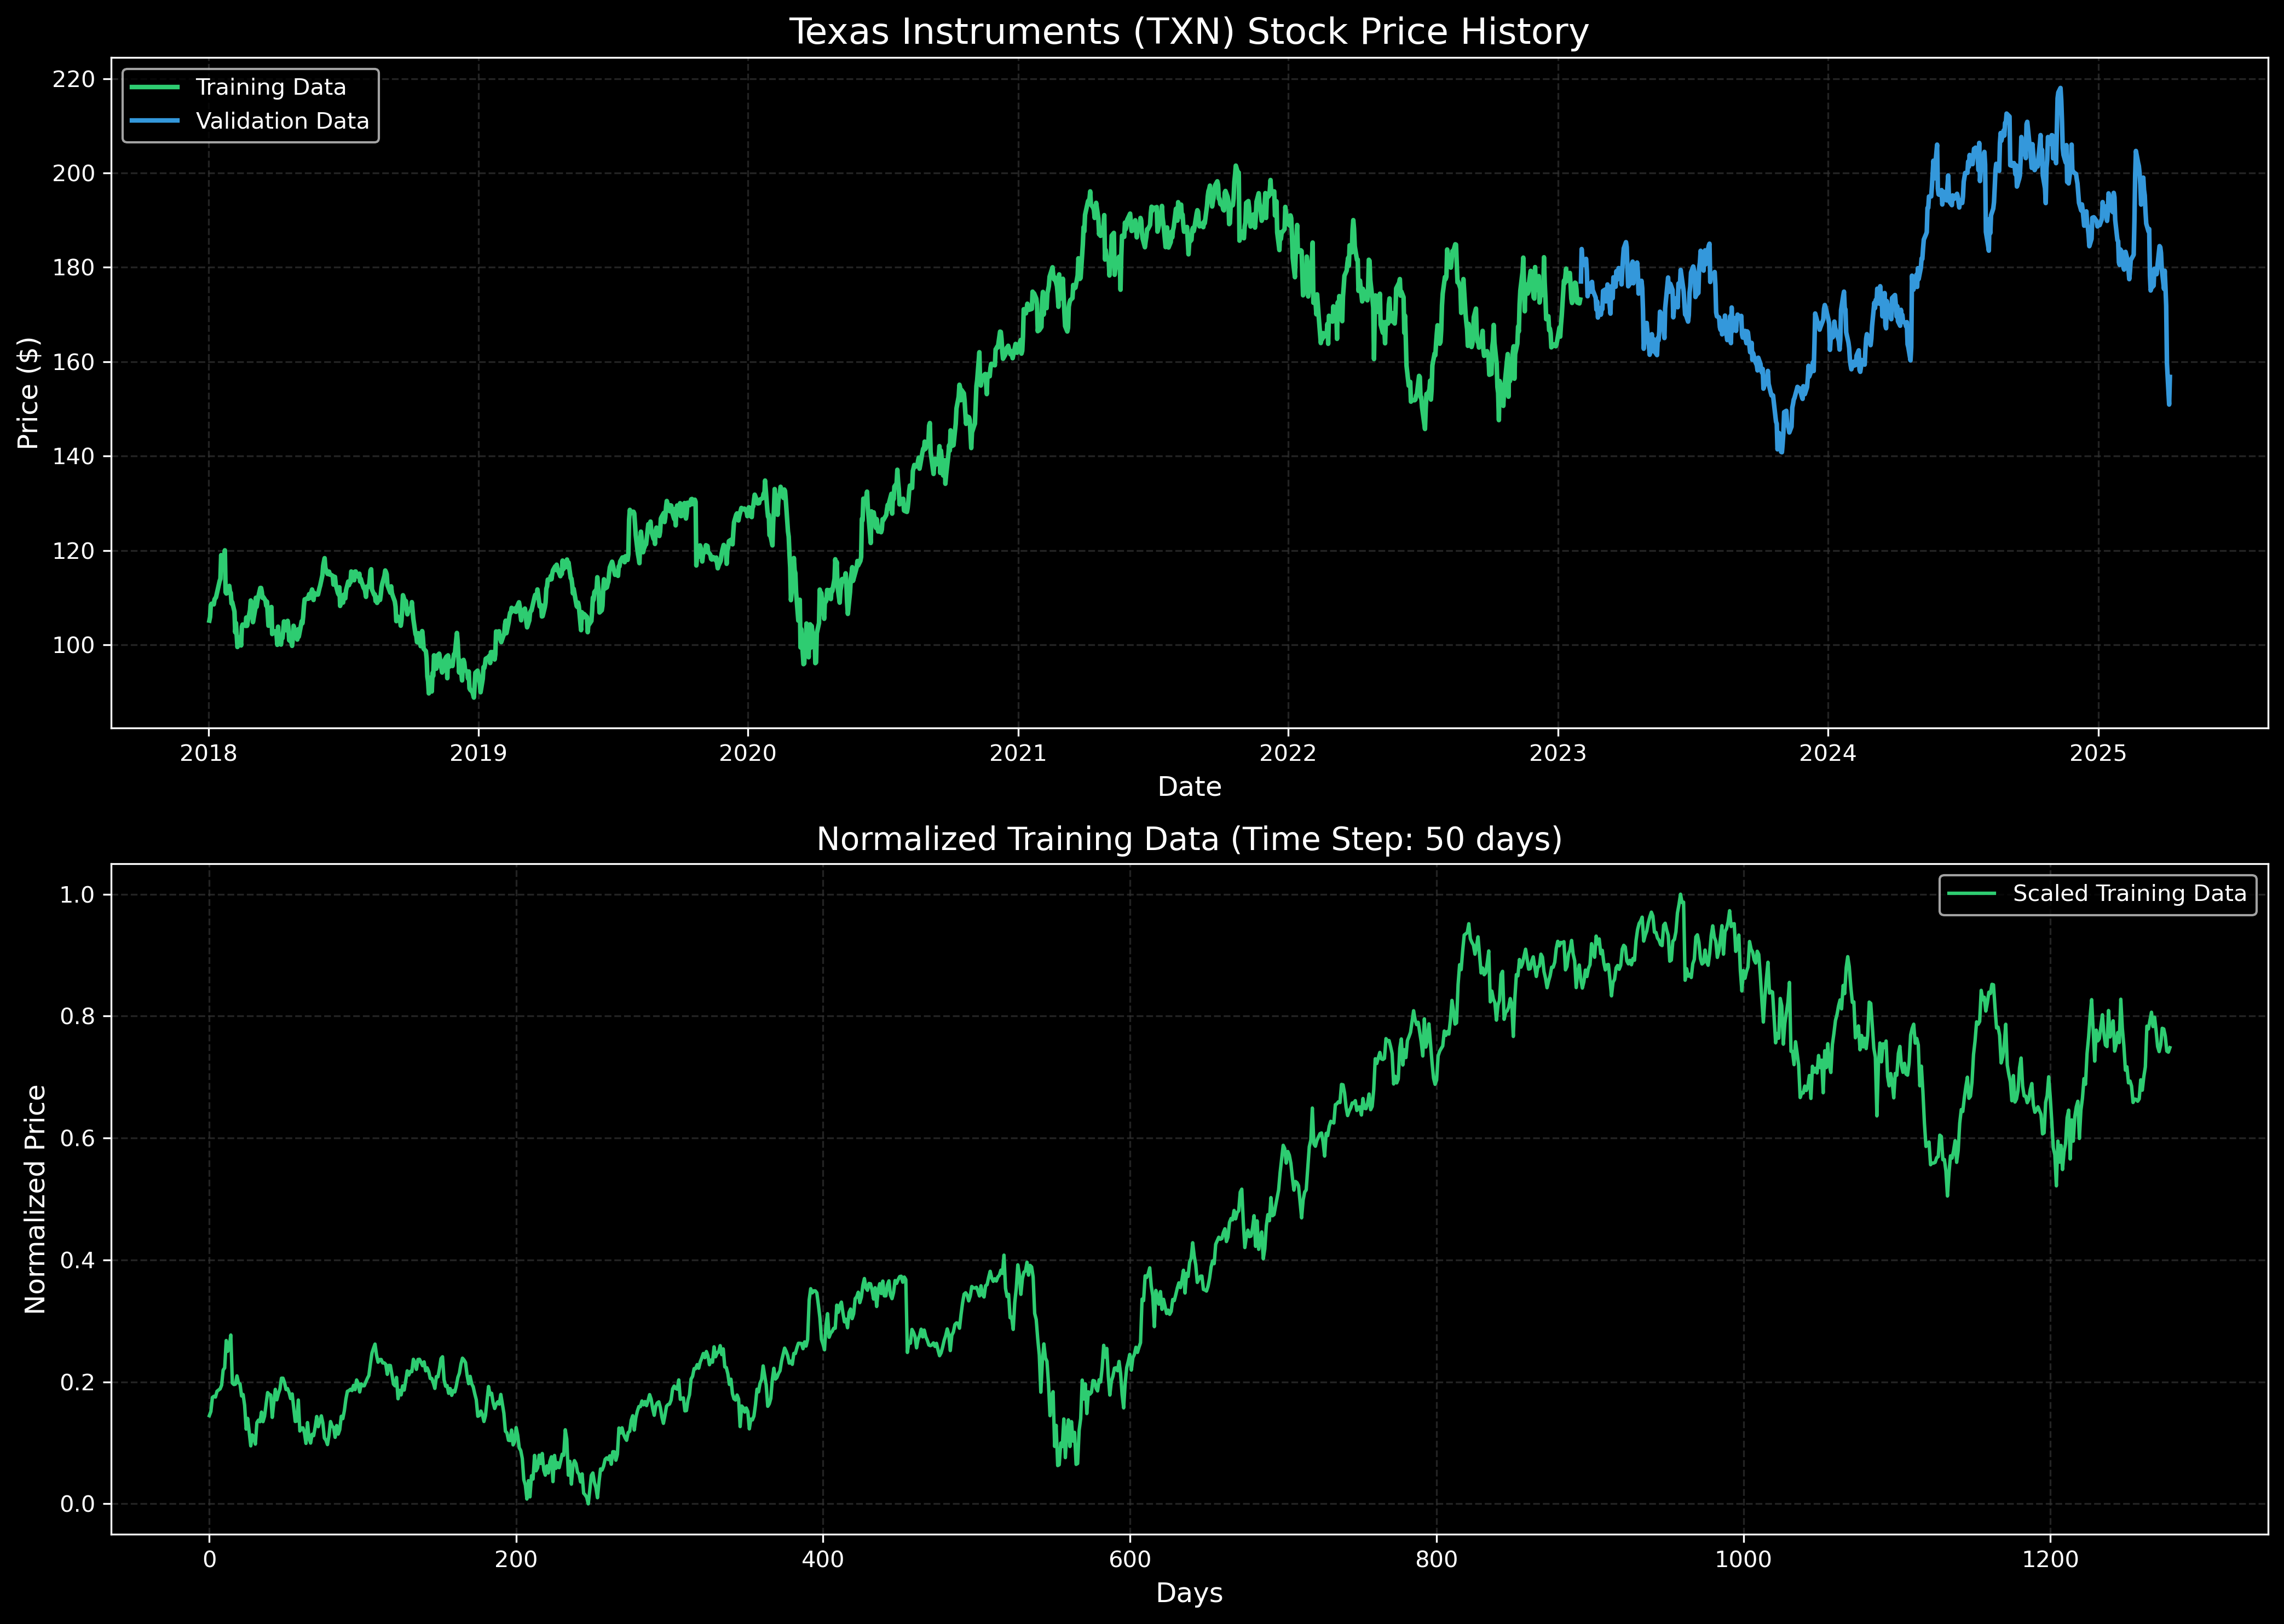 Texas Instruments (TXN) Stock Price History
Training Data
Validation Data
220
200
180
160
140
120
100
Price ($)
2018 2019 2020 2021 2022 2023 2024 2025
Date
Normalized Training Data (Time Step: 50 days)
Scaled Training Data
1.0
0.8
0.6
0.4
0.2
0.0
Normalized Price
0 200 400 600 800 1000 1200
Days